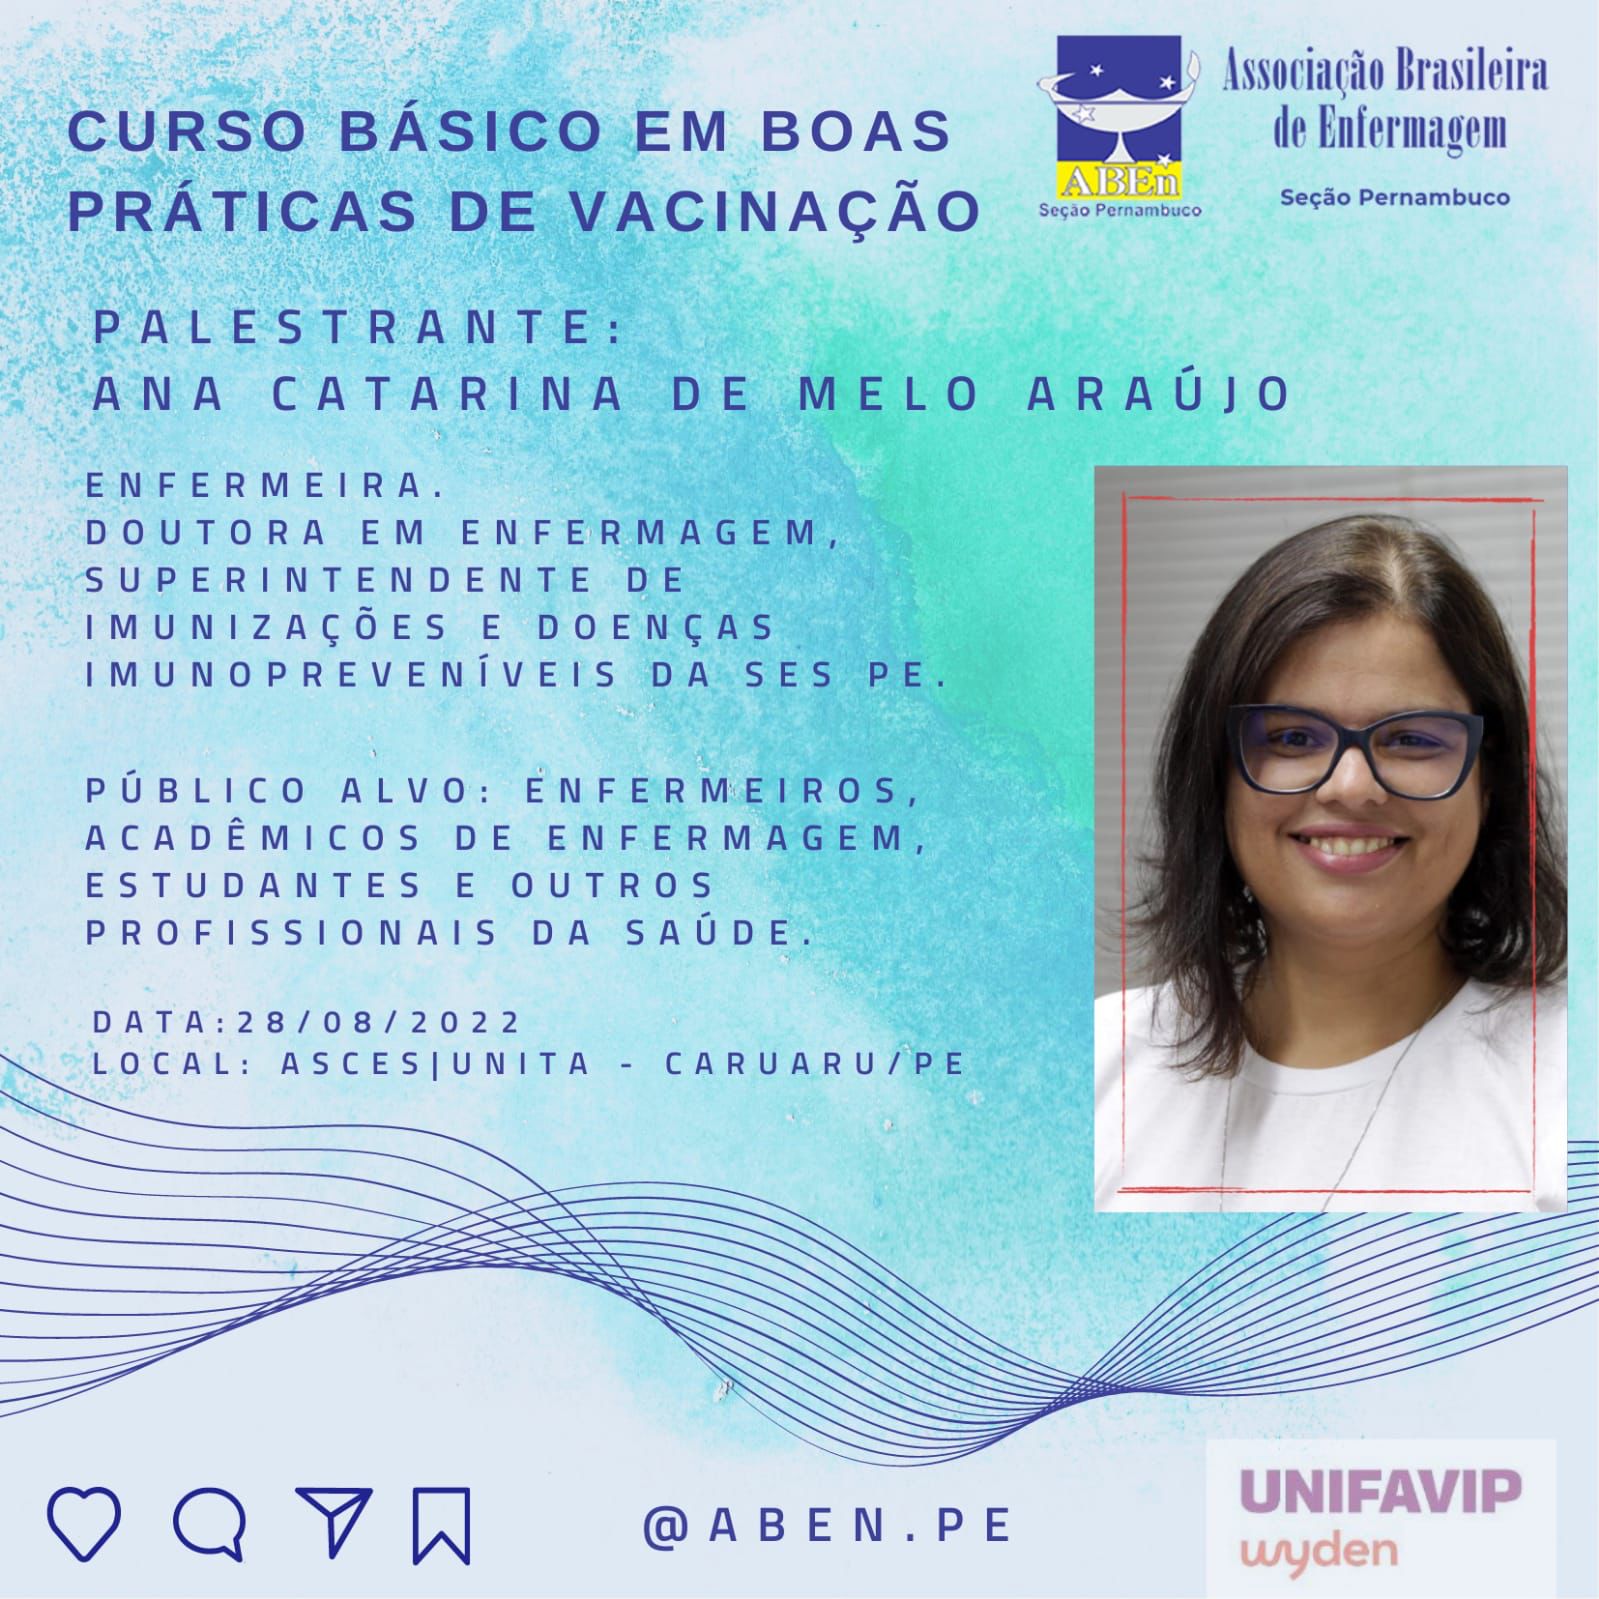 CURSO BÁSICO EM BOAS
PRÁTICAS DE VACINAÇÃO
ABEn
Seção Pernambuco
Associação Brasileira
de Enfermagem
Seção Pernambuco
PALESTRANTE:
ANA CATARINA DE MELO ARAÚJO
ENFERMEIRA.
DOUTORA EM ENFERMAGEM,
SUPERINTENDENTE DE
IMUNIZAÇÕES E DOENÇAS
IMUNOPREVENÍVEIS DA SES PE.
PÚBLICO ALVO: ENFERMEIROS,
ACADÊMICOS DE ENFERMAGEM,
ESTUDANTES E OUTROS
PROFISSIONAIS DA SAÚDE.
DATA:28/08/2022
LOCAL: ASCES|UNITA - CARUARU/PE
@ABEN.PE
UNIFAVIP
wyden